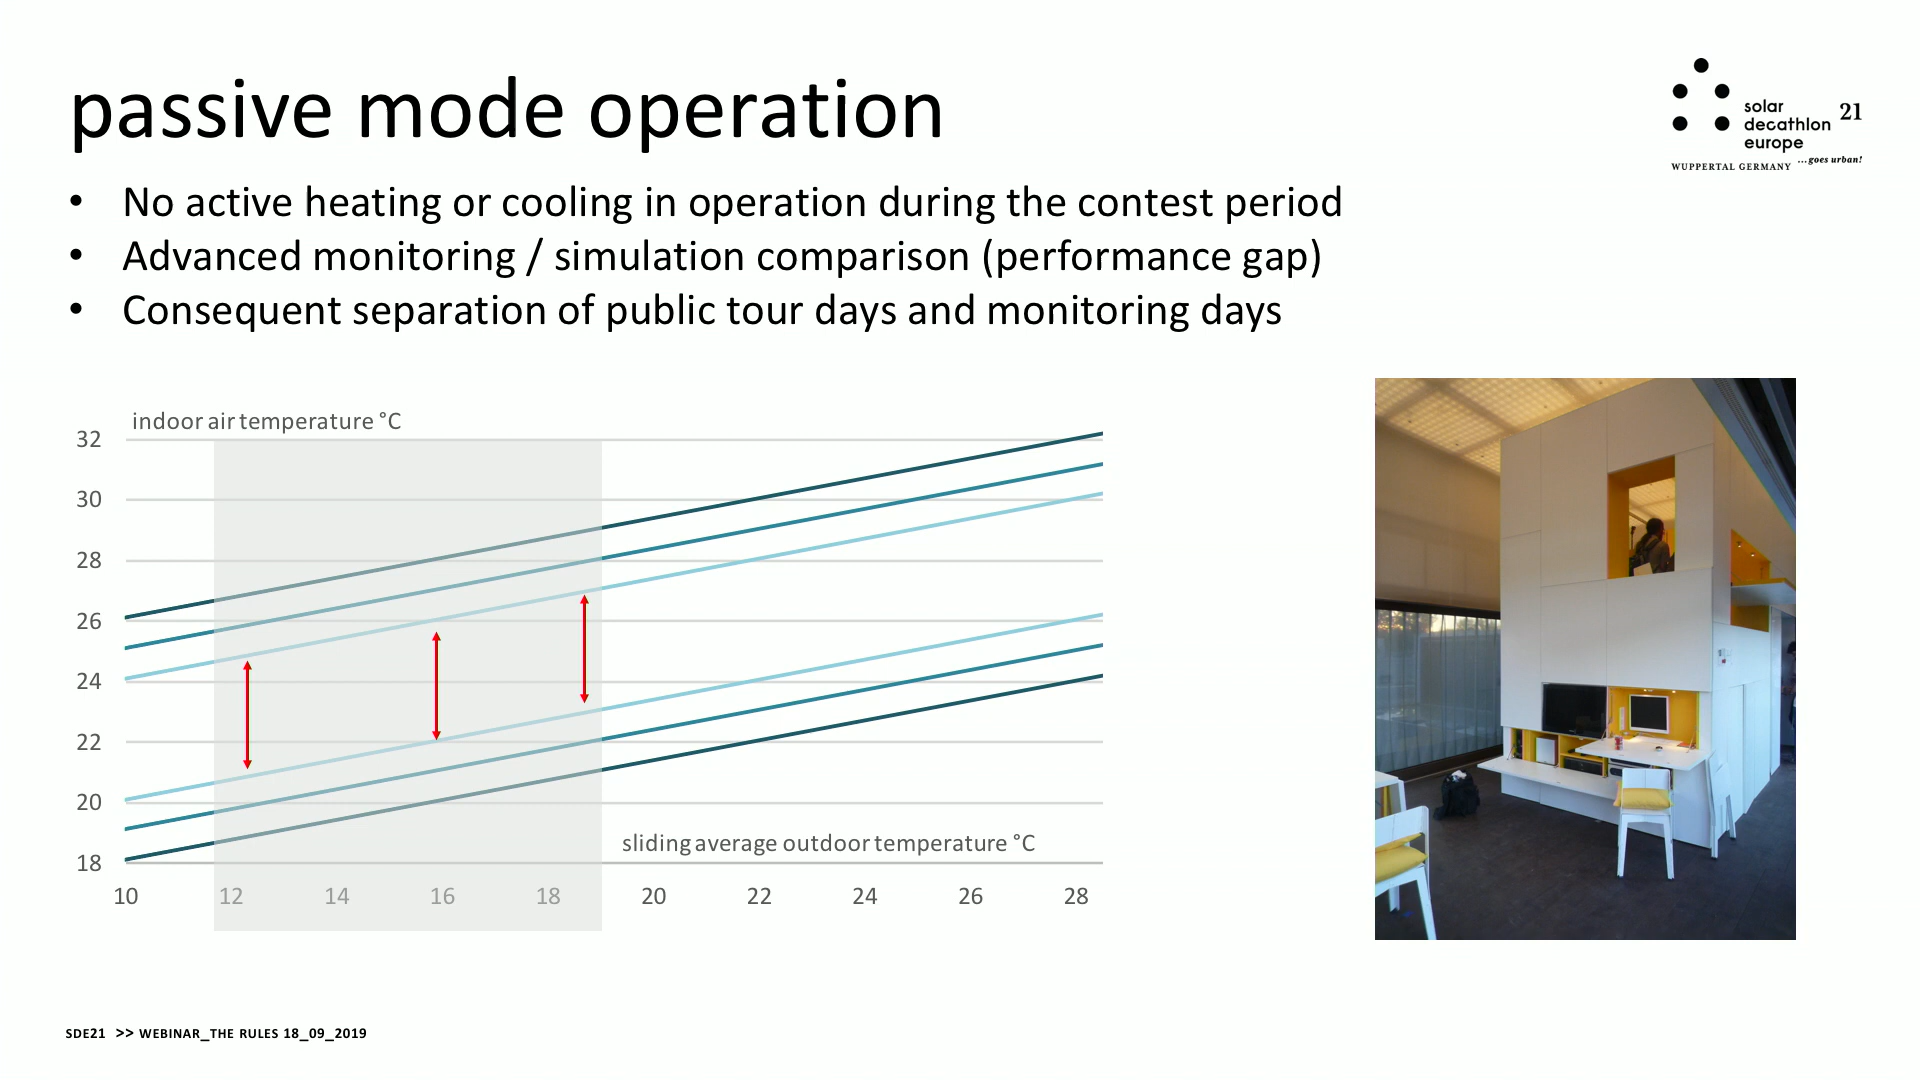 passive mode operation
solar
decathlon
europe
21
WUPPERTAL GERMANY
...goes urban!
• No active heating or cooling in operation during the contest period
• Advanced monitoring / simulation comparison (performance gap)
• Consequent separation of public tour days and monitoring days
indoor air temperature °C
32
30
28
26
24
22
20
18
sliding average outdoor temperature °C
10 12 14 16 18 20 22 24 26 28
SDE21 >> WEBINAR_THE RULES 18_09_2019